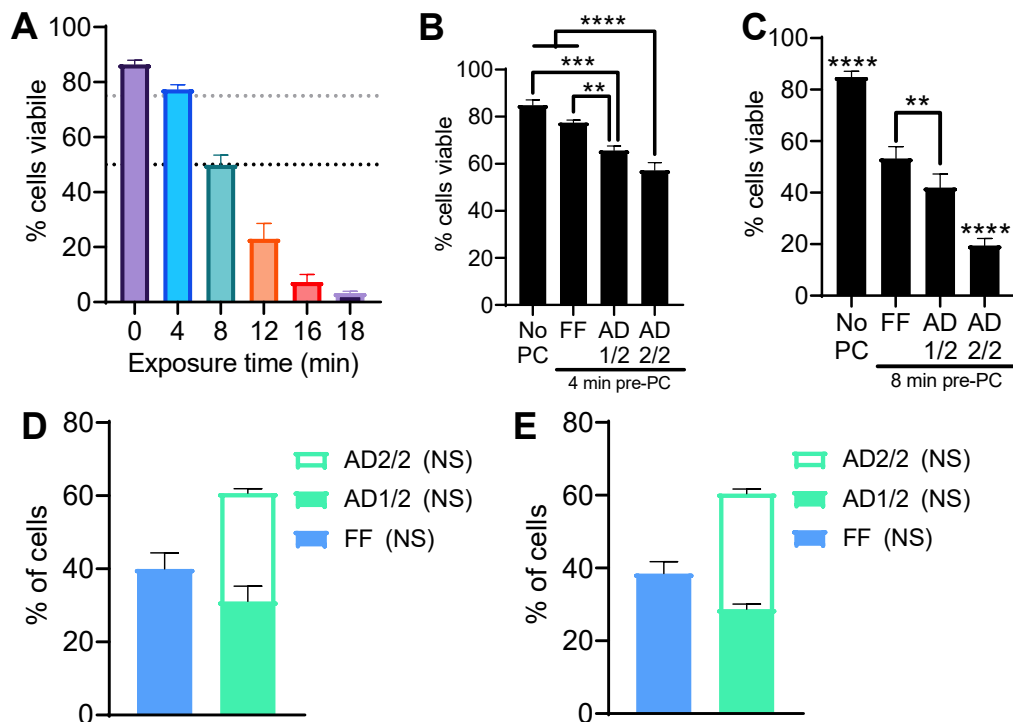 A
% cells viabile
100
80
60
40
20
0
0 4 8 12 16 18
Exposure time (min)
B
% cells viable
100
80
60
40
20
0
****
***
**
No PC
FF
AD 1/2
AD 2/2
4 min pre-PC
C
% cells viable
100
80
60
40
20
0
****
**
****
No PC
FF
AD 1/2
AD 2/2
8 min pre-PC
D
% of cells
80
60
40
20
0
AD2/2 (NS)
AD1/2 (NS)
FF (NS)
E
% of cells
80
60
40
20
0
AD2/2 (NS)
AD1/2 (NS)
FF (NS)